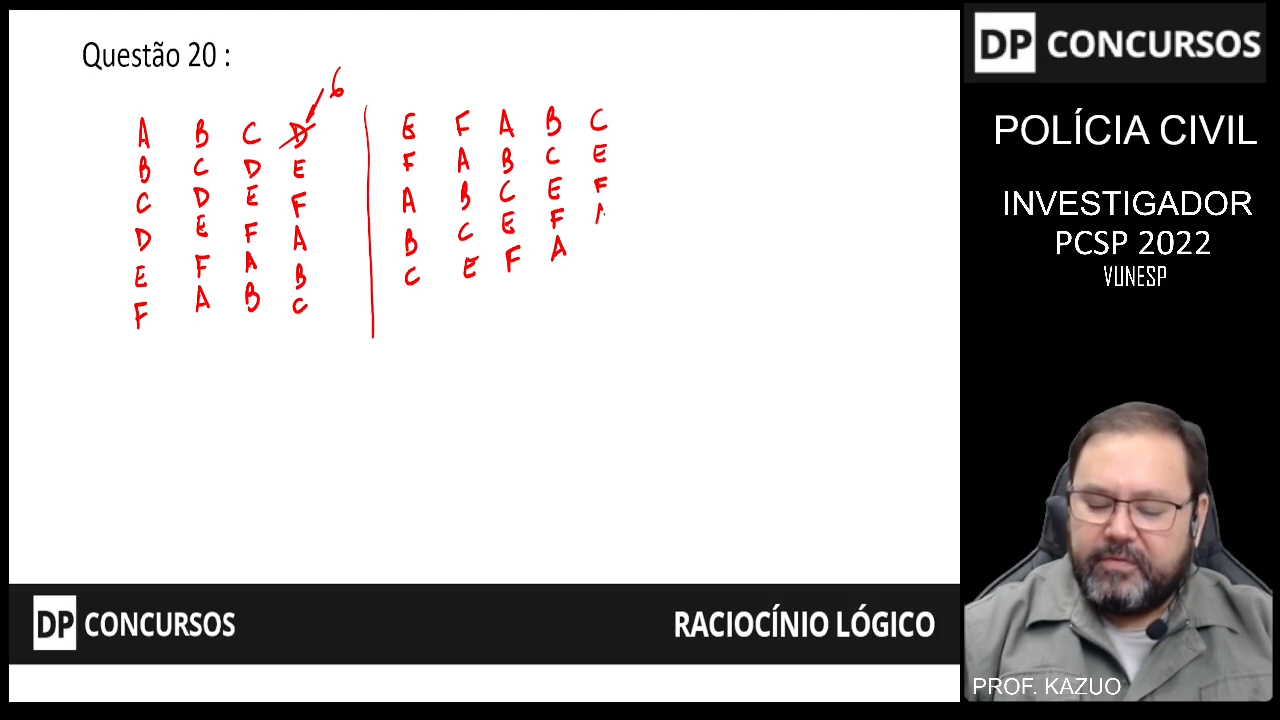 Questão 20 :
6
A B C D E F A B C
B C D E F A B C E
C D E F A B C E F
D E F A B C E F A
E F A B C E F A
F A B C
DP CONCURSOS
RACIOCÍNIO LÓGICO
DP CONCURSOS
POLÍCIA CIVIL
INVESTIGADOR
PCSP 2022
VUNESP
PROF. KAZUO